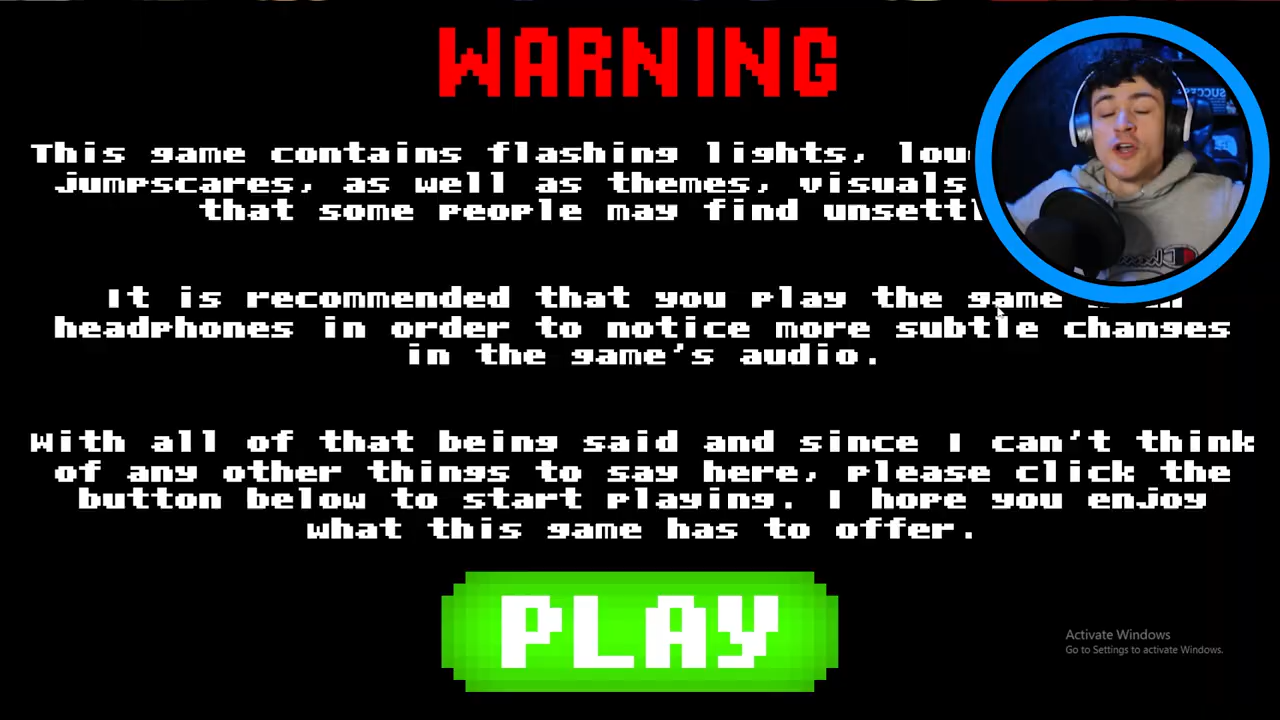 WARNING
This game contains flashing lights,
jumpscares, as well as themes, visuals
that some people may find
It is recommended that you play the game
headphones in order to notice more subtle changes
in the game's audio.
With all of that being said and since I can't think
of any other things to say here, please click the
button below to start playing. I hope you enjoy
what this game has to offer.
PLAY
Activate Windows
Go to Settings to activate Windows.